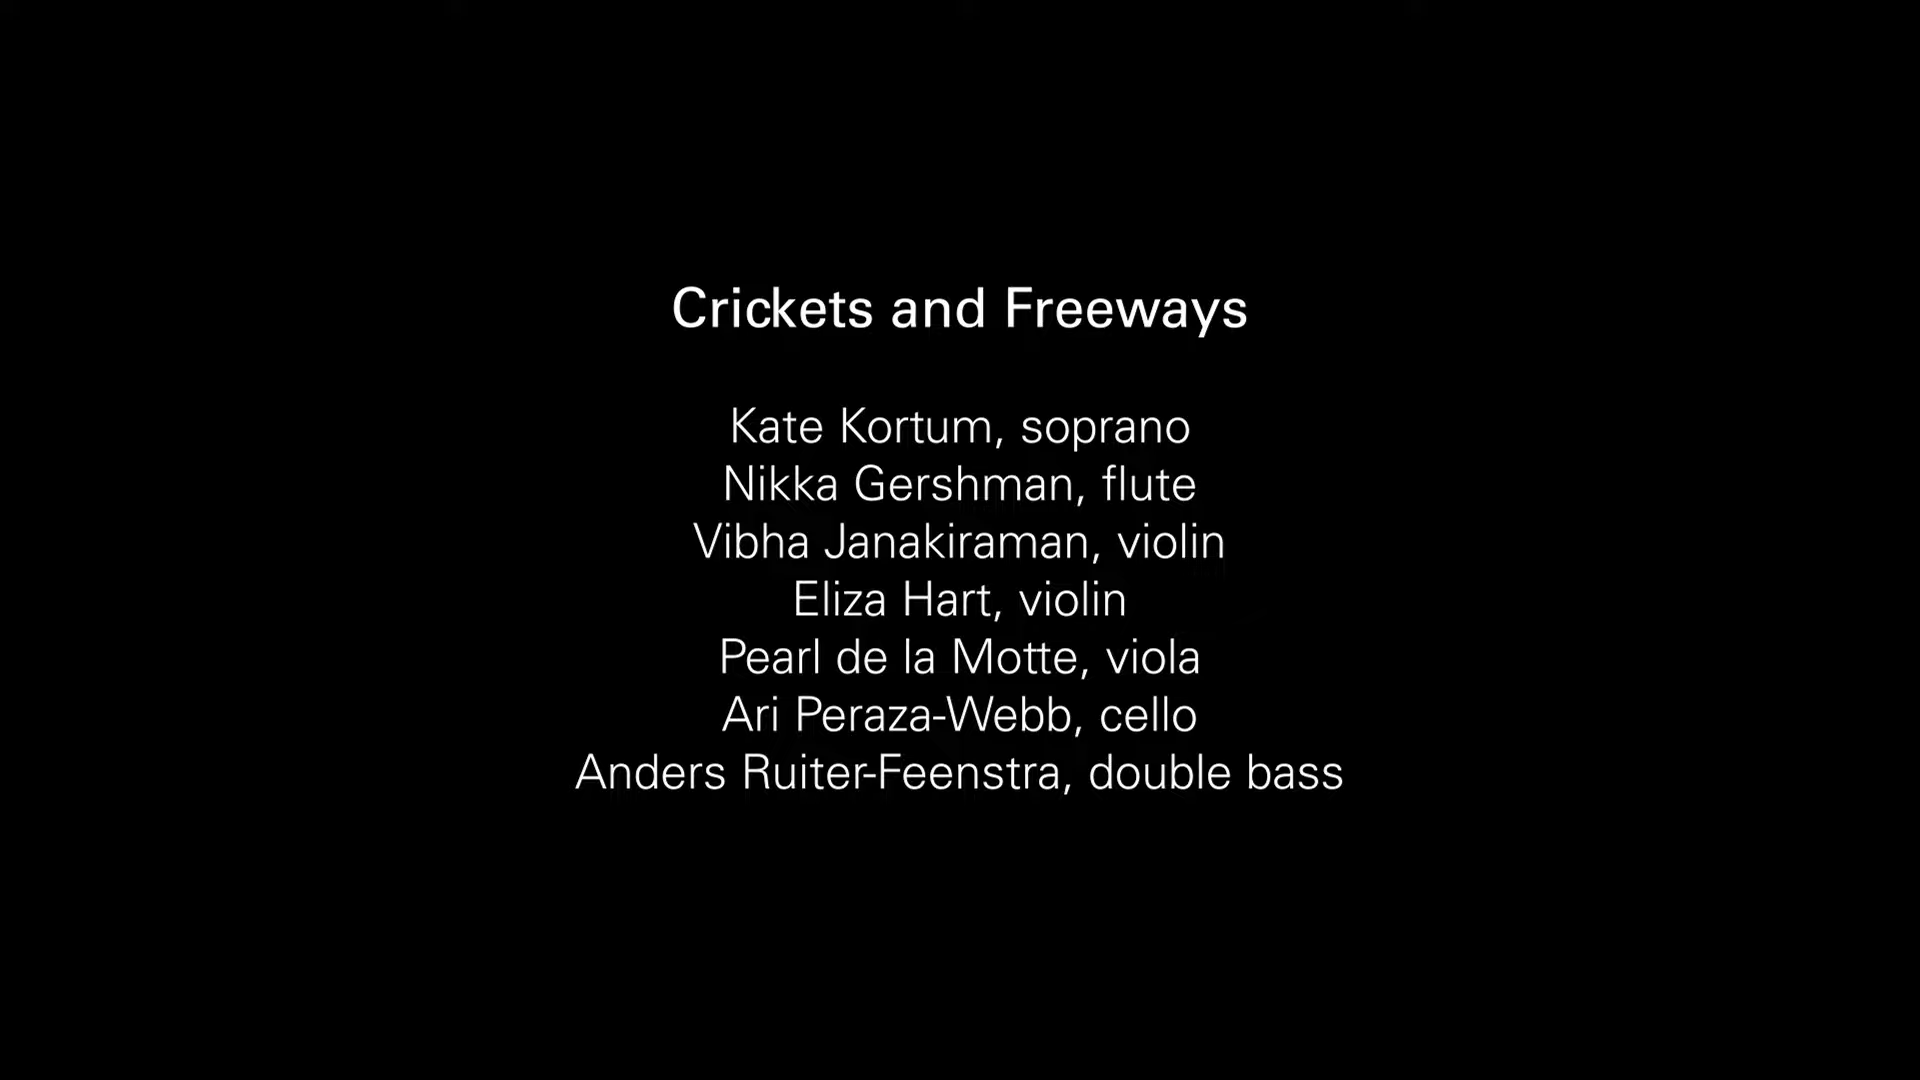 Crickets and Freeways
Kate Kortum, soprano
Nikka Gershman, flute
Vibha Janakiraman, violin
Eliza Hart, violin
Pearl de la Motte, viola
Ari Peraza-Webb, cello
Anders Ruiter-Feenstra, double bass